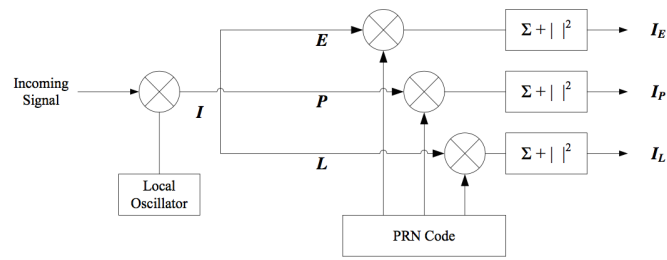 E
Σ + | |²
I_E
Incoming
Signal
I
P
Σ + | |²
I_P
L
Σ + | |²
I_L
Local
Oscillator
PRN Code